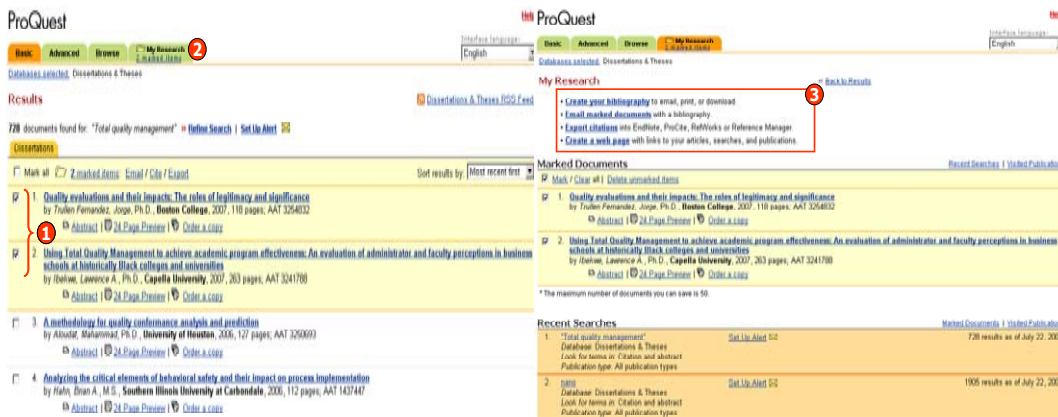 ProQuest
Help
Interface language:
English
Basic Advanced Browse My Research
2 marked items
2
Databases selected: Dissertations & Theses
Results
Dissertations & Theses RSS Feed
728 documents found for: "Total quality management" » Refine Search | Set Up Alert
Dissertations
Mark all 2 marked items: Email / Cite / Export
Sort results by: Most recent first
1
1. Quality evaluations and their impacts: The roles of legitimacy and significance
by Trullen Fernandez, Jorge, Ph.D., Boston College, 2007, 118 pages; AAT 3254832
Abstract | 24 Page Preview | Order a copy
2. Using Total Quality Management to achieve academic program effectiveness: An evaluation of administrator and faculty perceptions in business
schools at historically Black colleges and universities
by Ibekwe, Lawrence A., Ph.D., Capella University, 2007, 263 pages; AAT 3241788
Abstract | 24 Page Preview | Order a copy
3. A methodology for quality conformance analysis and prediction
by Aloudat, Mahammad, Ph.D., University of Houston, 2006, 127 pages; AAT 3250693
Abstract | 24 Page Preview | Order a copy
4. Analyzing the critical elements of behavioral safety and their impact on process implementation
by Hahn, Brian A., M.S., Southern Illinois University at Carbondale, 2006, 112 pages; AAT 1437447
Abstract | 24 Page Preview | Order a copy
ProQuest
Interface language:
English
Basic Advanced Browse My Research
2 marked items
Databases selected: Dissertations & Theses
My Research
« Back to Results
3
• Create your bibliography to email, print, or download.
• Email marked documents with a bibliography.
• Export citations into EndNote, ProCite, RefWorks or Reference Manager.
• Create a web page with links to your articles, searches, and publications.
Marked Documents
Recent Searches | Visited Publicatio
Mark / Clear all | Delete unmarked items
1. Quality evaluations and their impacts: The roles of legitimacy and significance
by Trullen Fernandez, Jorge, Ph.D., Boston College, 2007, 118 pages; AAT 3254832
Abstract | 24 Page Preview | Order a copy
2. Using Total Quality Management to achieve academic program effectiveness: An evaluation of administrator and faculty perceptions in business
schools at historically Black colleges and universities
by Ibekwe, Lawrence A., Ph.D., Capella University, 2007, 263 pages; AAT 3241788
Abstract | 24 Page Preview | Order a copy
* The maximum number of documents you can save is 50.
Recent Searches
Marked Documents | Visited Publicatio
1. "Total quality management"
Set Up Alert
728 results as of July 22, 200
Database: Dissertations & Theses
Look for terms in: Citation and abstract
Publication type: All publication types
2. nano
Set Up Alert
1905 results as of July 22, 200
Database: Dissertations & Theses
Look for terms in: Citation and abstract
Publication type: All publication types